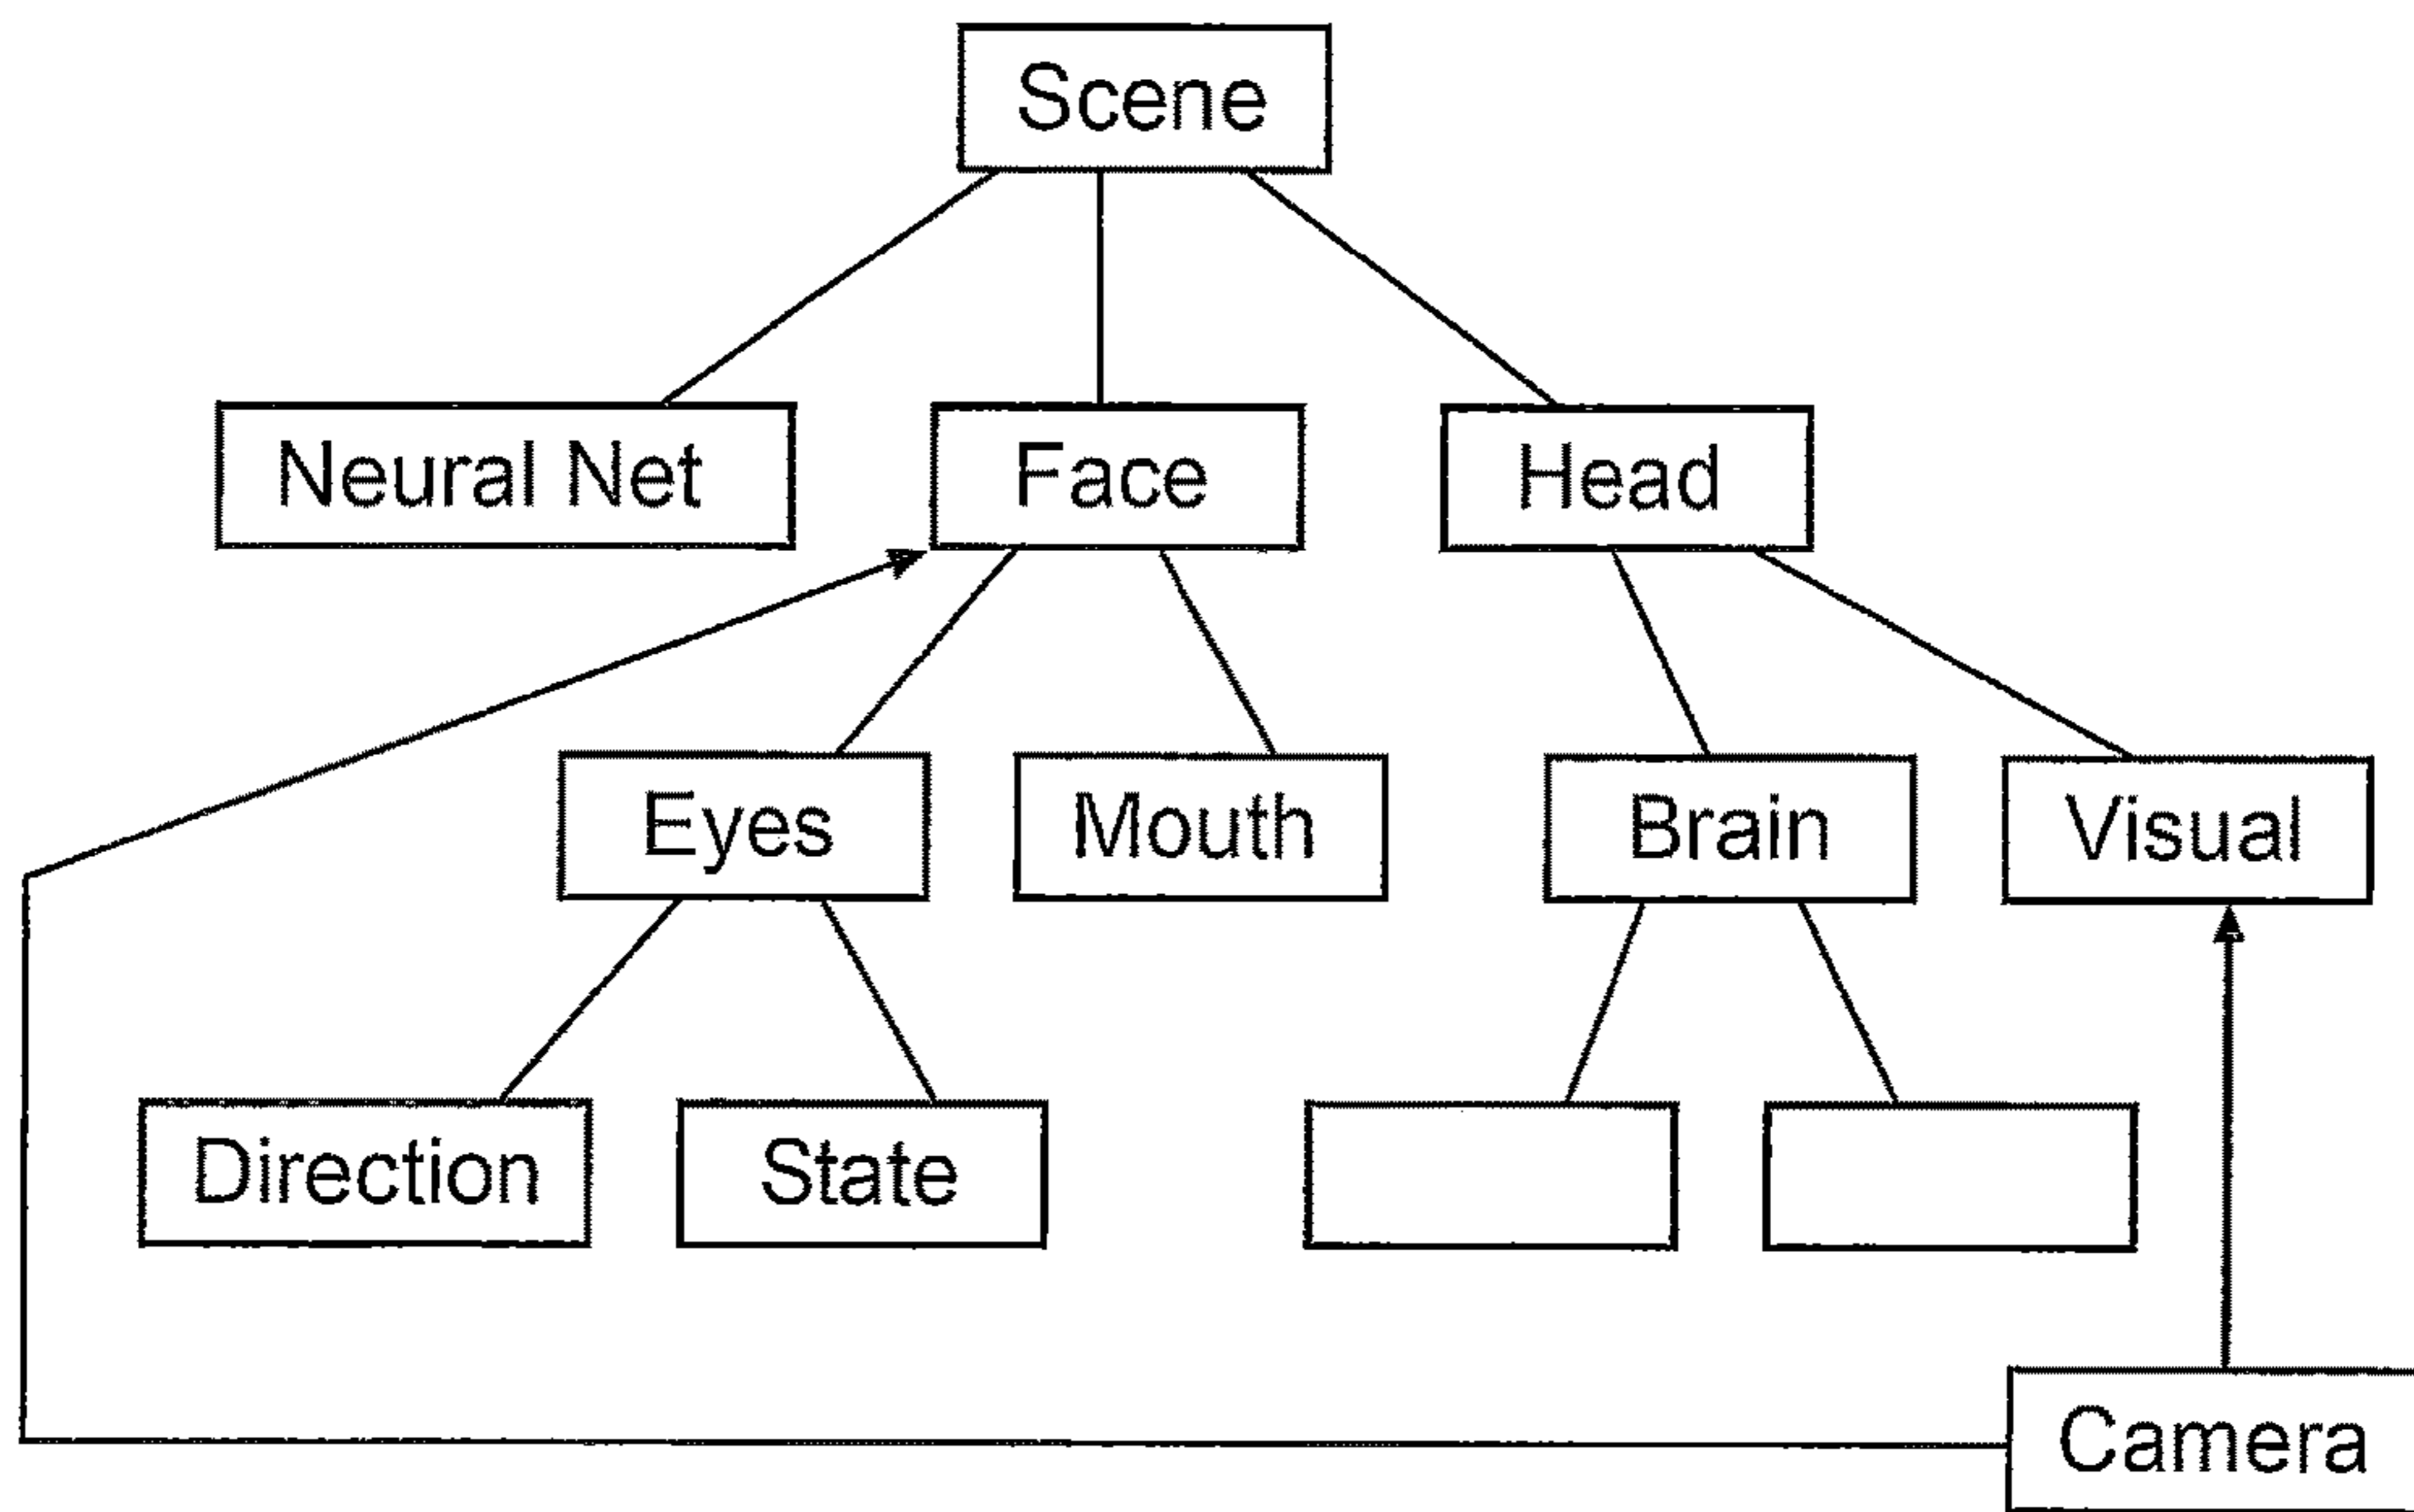 Scene
Neural Net
Face
Head
Eyes
Mouth
Brain
Visual
Direction
State
Camera